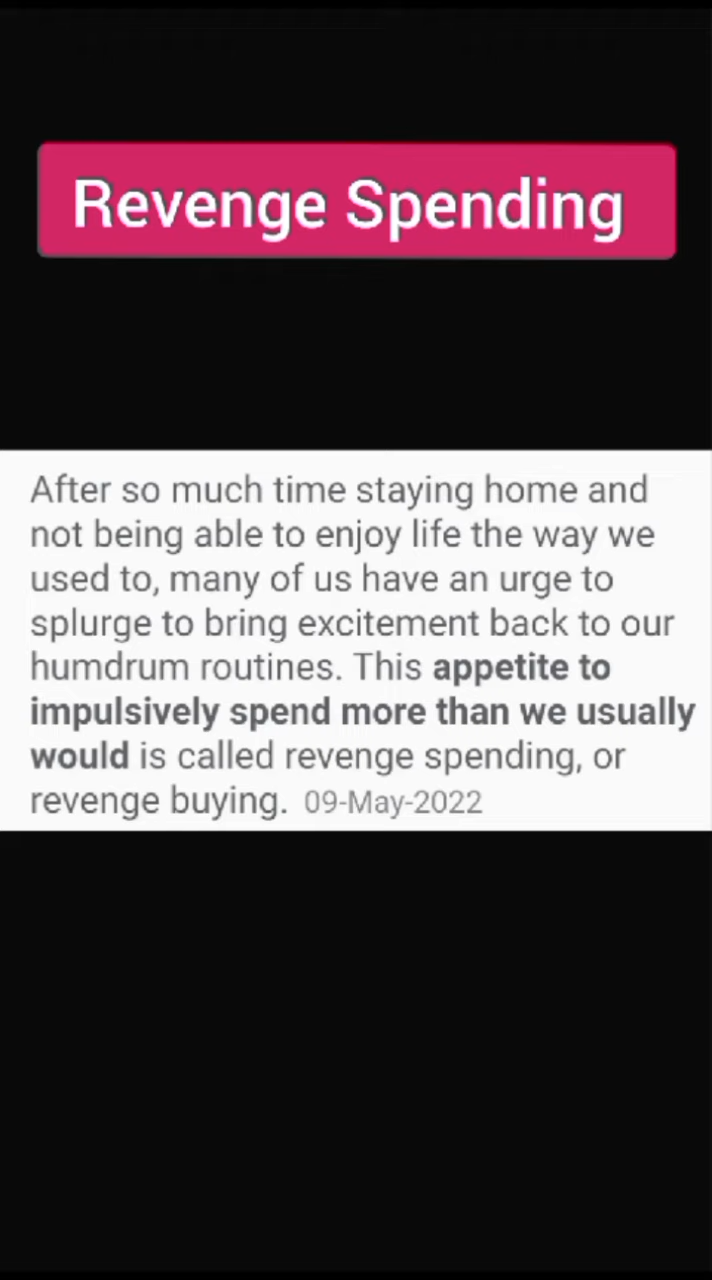 Revenge Spending
After so much time staying home and
not being able to enjoy life the way we
used to, many of us have an urge to
splurge to bring excitement back to our
humdrum routines. This appetite to
impulsively spend more than we usually
would is called revenge spending, or
revenge buying. 09-May-2022